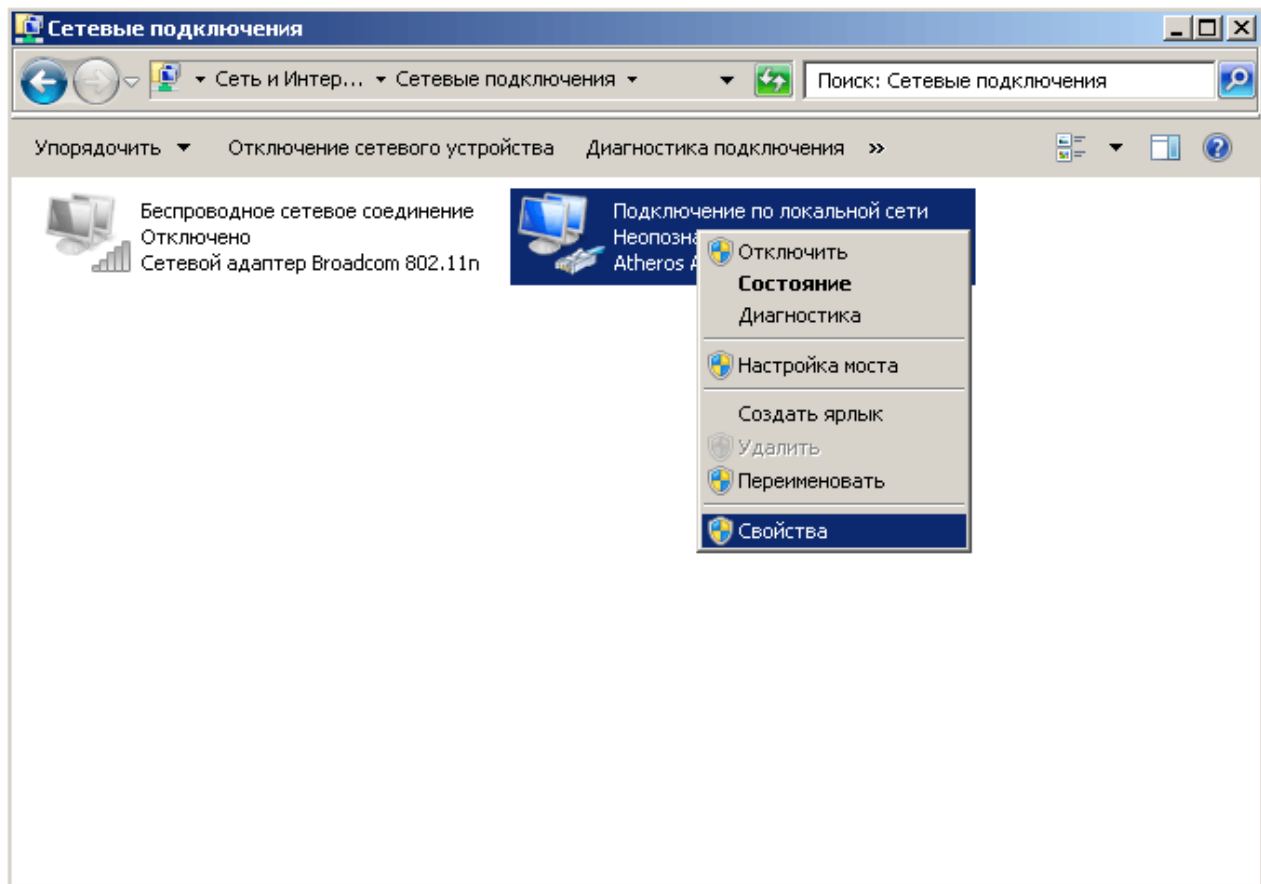 Сетевые подключения
Сеть и Интер... Сетевые подключения
Поиск: Сетевые подключения
Упорядочить Отключение сетевого устройства Диагностика подключения »
Беспроводное сетевое соединение
Отключено
Сетевой адаптер Broadcom 802.11n
Подключение по локальной сети
Неопозна
Atheros A
Отключить
Состояние
Диагностика
Настройка моста
Создать ярлык
Удалить
Переименовать
Свойства